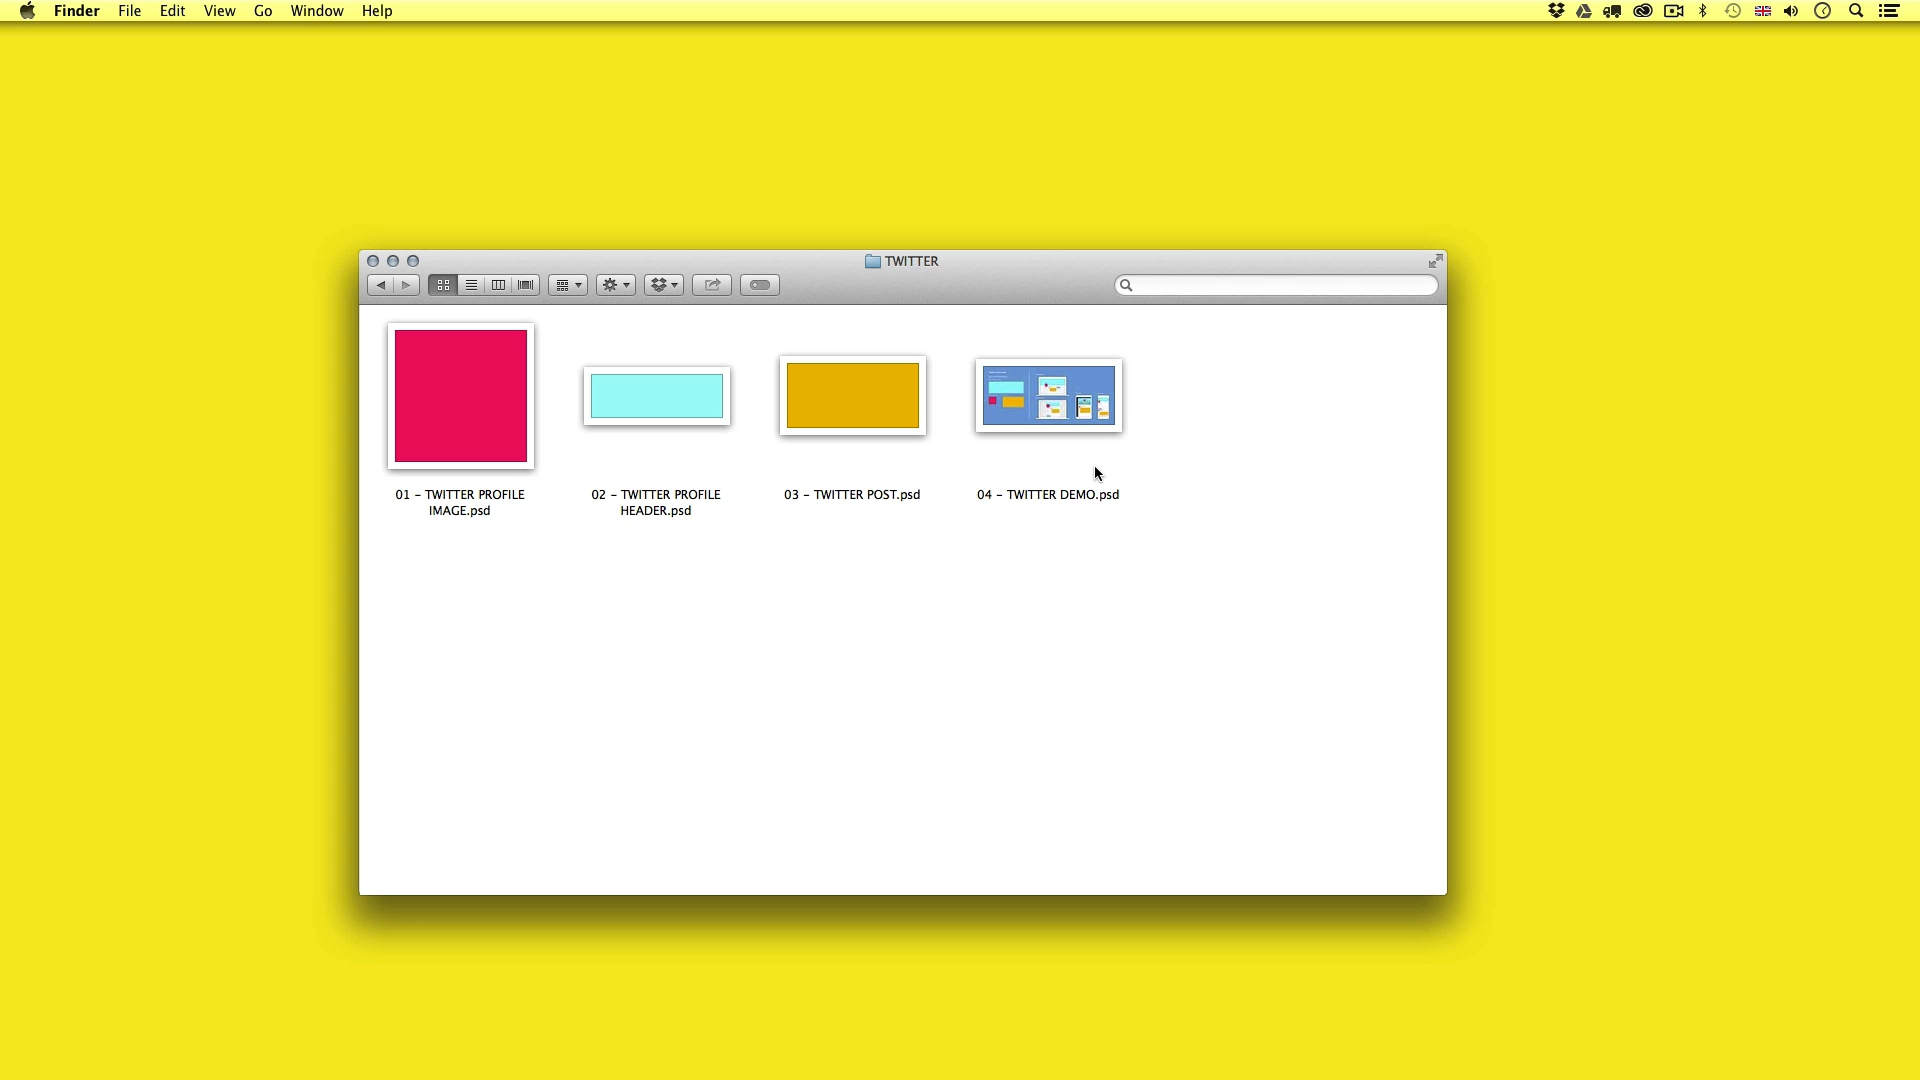 Finder File Edit View Go Window Help
TWITTER
01 - TWITTER PROFILE
IMAGE.psd
02 - TWITTER PROFILE
HEADER.psd
03 - TWITTER POST.psd
04 - TWITTER DEMO.psd